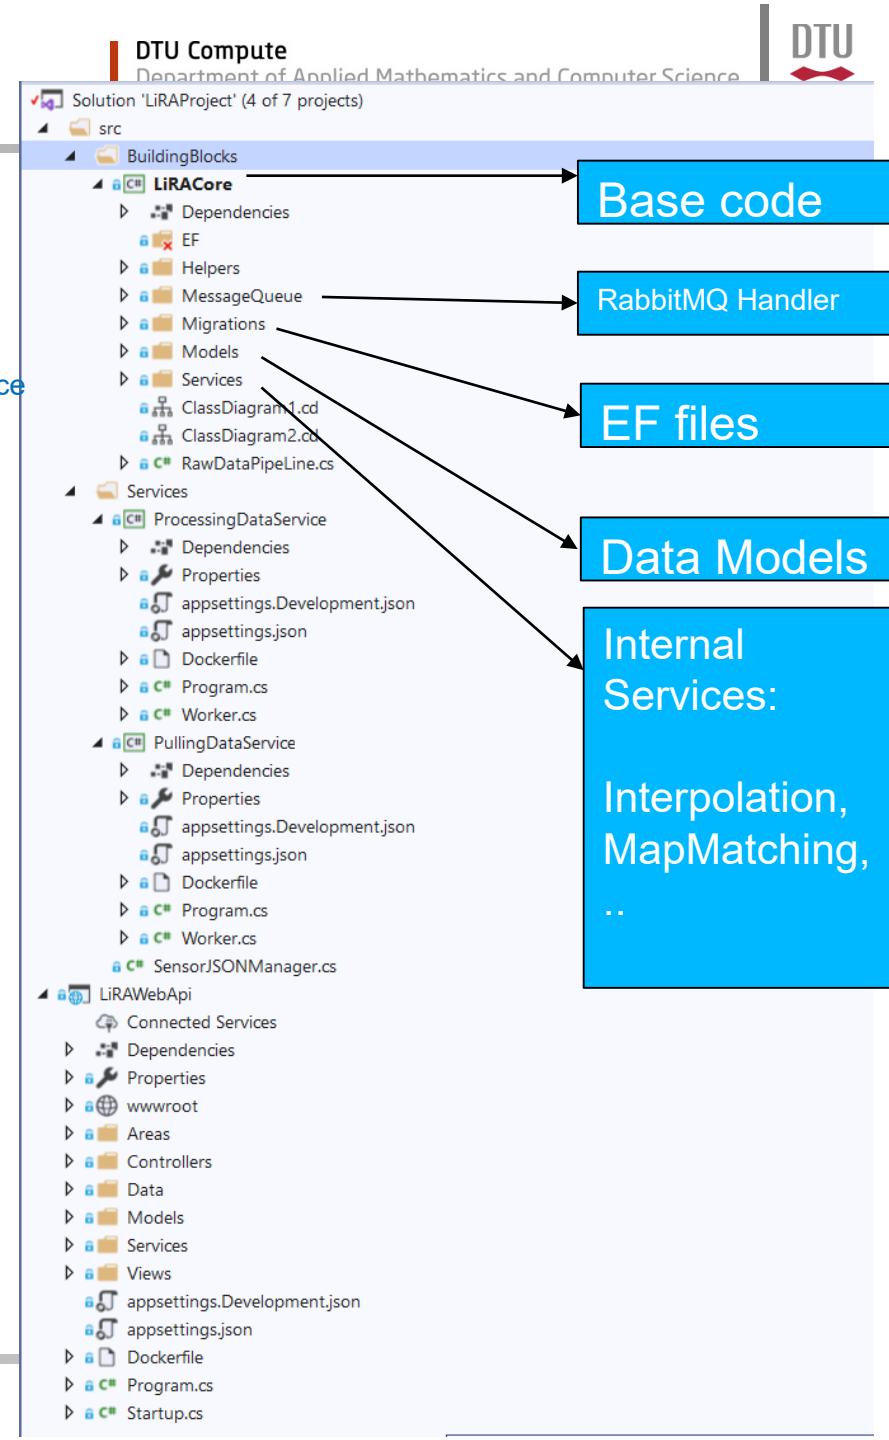 DTU Compute
DTU
Department of Applied Mathematics and Computer Science
Solution 'LiRAProject' (4 of 7 projects)
src
BuildingBlocks
LiRACore
Base code
Dependencies
EF
Helpers
MessageQueue
RabbitMQ Handler
Migrations
Models
ce
Services
ClassDiagram1.cd
EF files
ClassDiagram2.cd
C# RawDataPipeLine.cs
Services
C# ProcessingDataService
Dependencies
Data Models
Properties
appsettings.Development.json
appsettings.json
Dockerfile
C# Program.cs
C# Worker.cs
C# PullingDataService
Dependencies
Properties
appsettings.Development.json
appsettings.json
Dockerfile
C# Program.cs
C# Worker.cs
C# SensorJSONManager.cs
Internal
Services:
Interpolation,
MapMatching,
..
LiRAWebApi
Connected Services
Dependencies
Properties
wwwroot
Areas
Controllers
Data
Models
Services
Views
appsettings.Development.json
appsettings.json
Dockerfile
C# Program.cs
C# Startup.cs